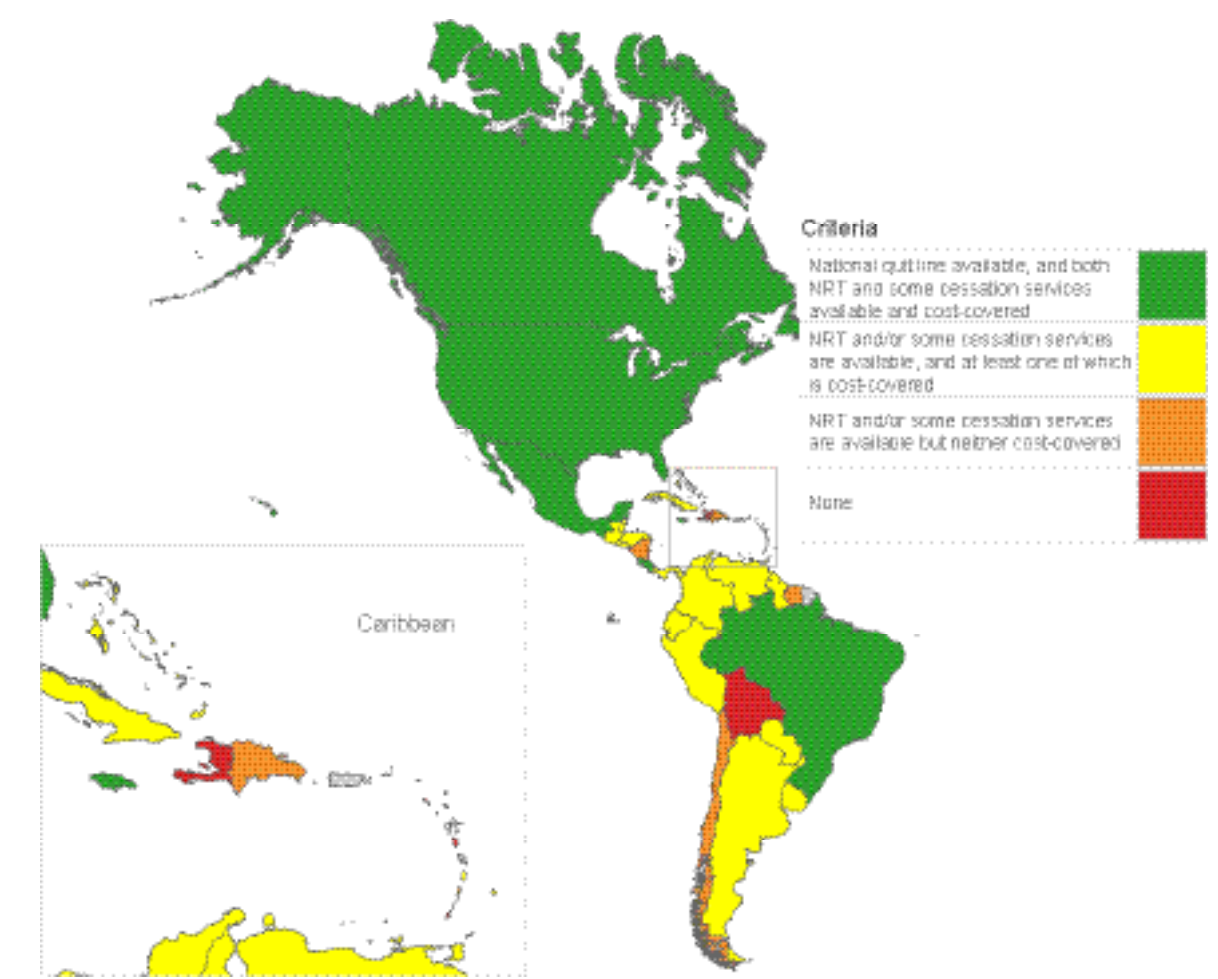 Criteria
National quit line available, and both
NRT and some cessation services
available and cost-covered
NRT and/or some cessation services
are available, and at least one of which
is cost-covered
NRT and/or some cessation services
are available but neither cost-covered
None
Caribbean